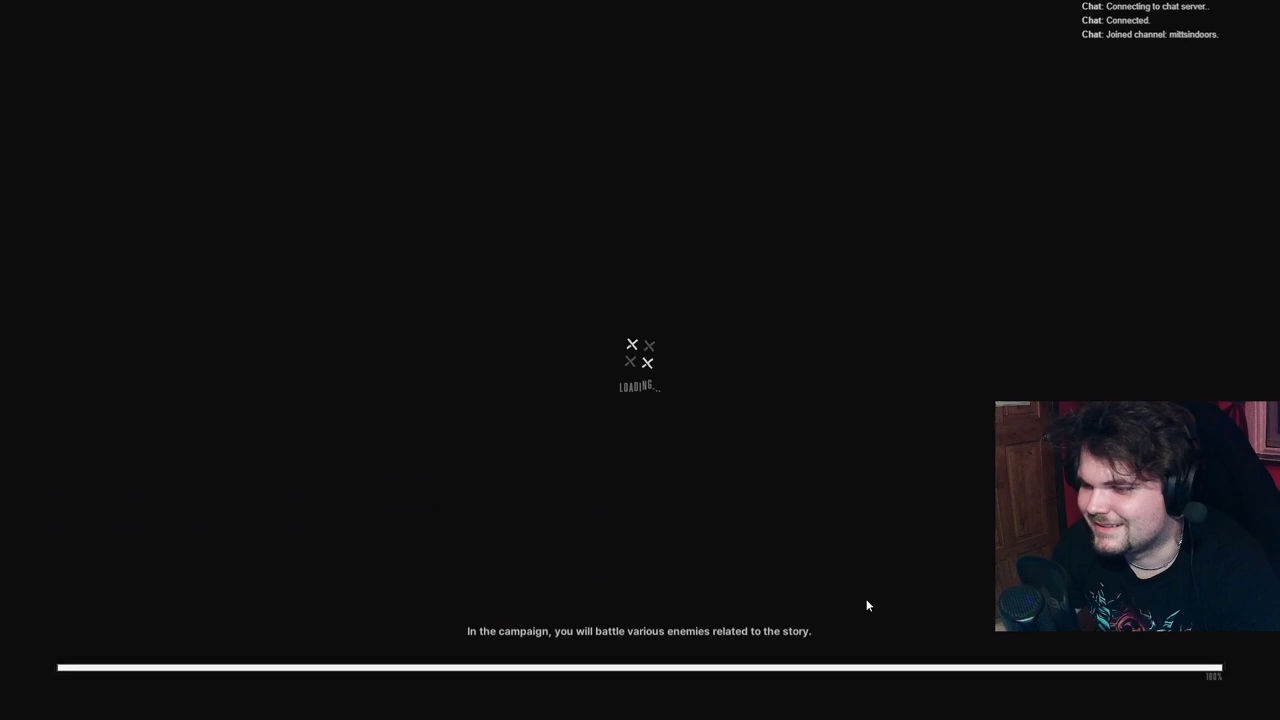 Chat: Connecting to chat server..
Chat: Connected.
Chat: Joined channel: mittsindoors.
LOADING...
In the campaign, you will battle various enemies related to the story.
100%